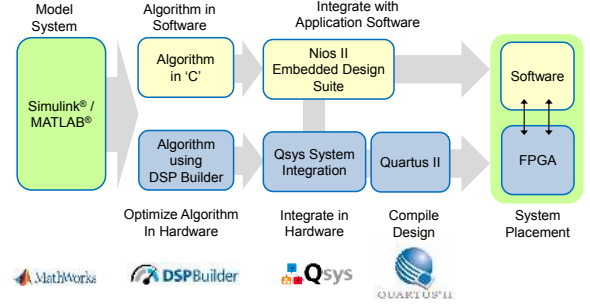 Model
System
Algorithm in
Software
Integrate with
Application Software
Simulink® /
MATLAB®
Algorithm
in ‘C’
Nios II
Embedded Design
Suite
Software
Algorithm
using
DSP Builder
Qsys System
Integration
Quartus II
FPGA
Optimize Algorithm
In Hardware
Integrate in
Hardware
Compile
Design
System
Placement
MathWorks
DSPBuilder
Qsys
QUARTUS®II